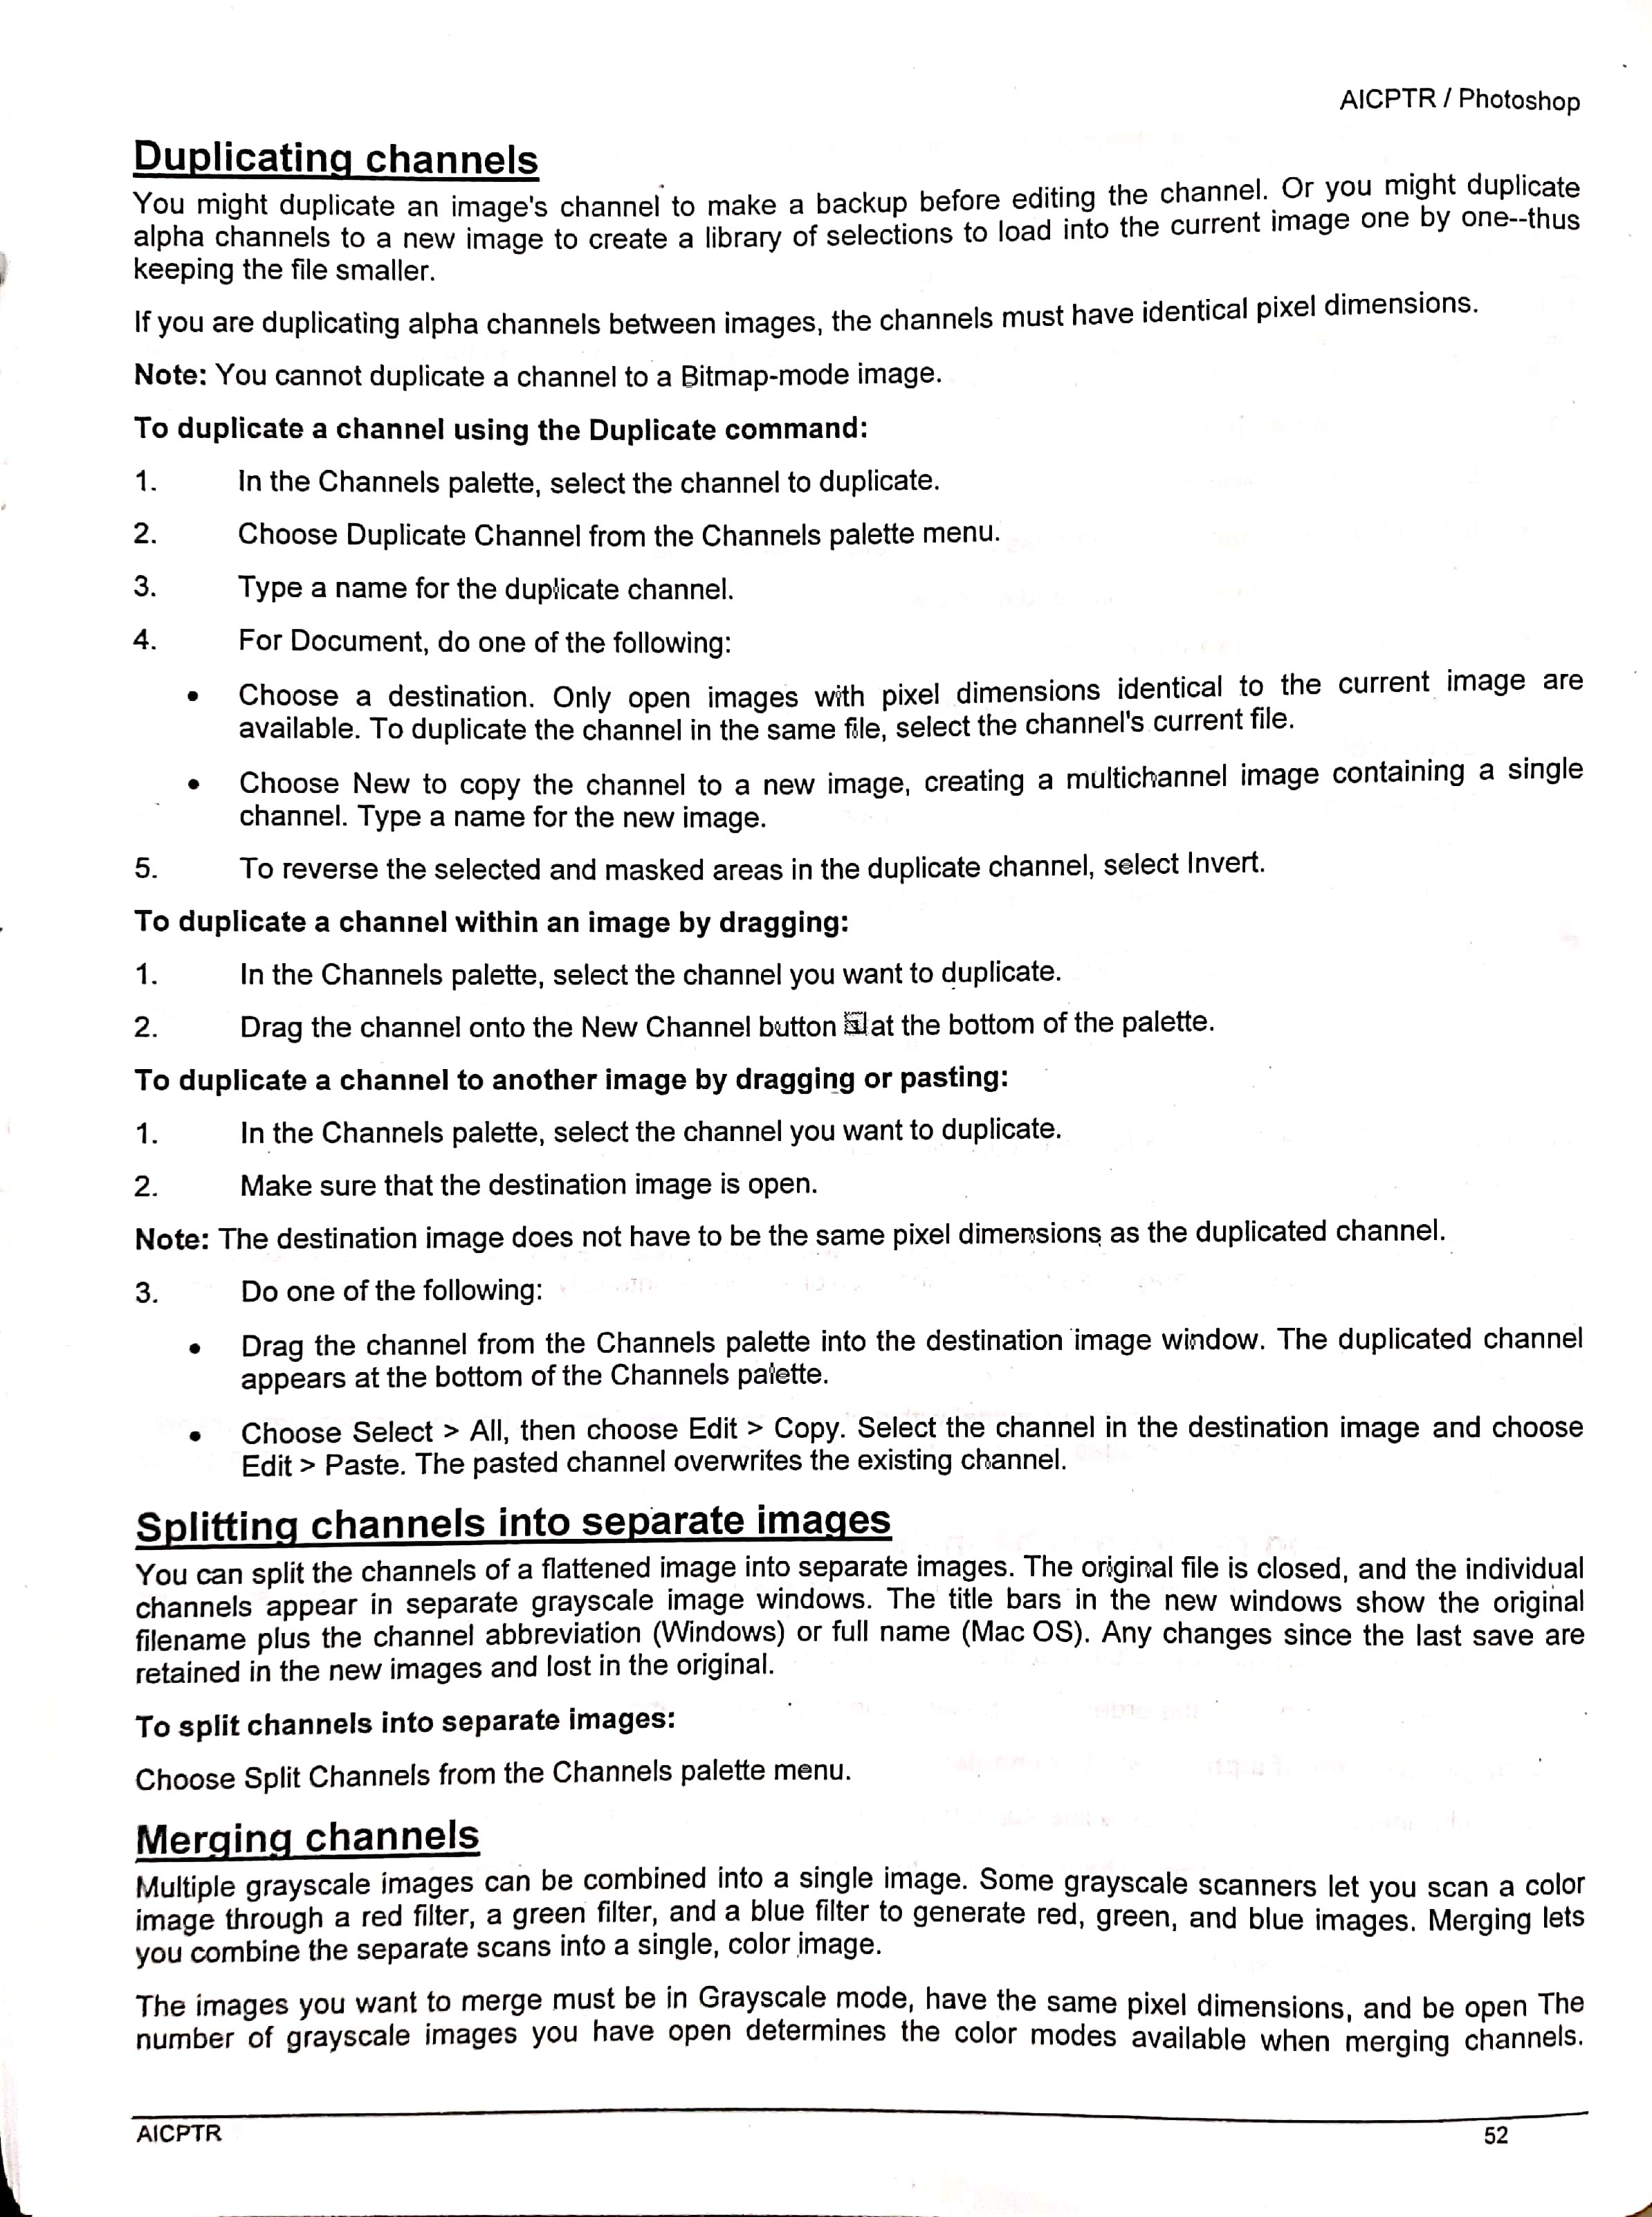 AICPTR / Photoshop
Duplicating channels
You might duplicate an image's channel to make a backup before editing the channel. Or you might duplicate
alpha channels to a new image to create a library of selections to load into the current image one by one--thus
keeping the file smaller.
If you are duplicating alpha channels between images, the channels must have identical pixel dimensions.
Note: You cannot duplicate a channel to a Bitmap-mode image.
To duplicate a channel using the Duplicate command:
1. In the Channels palette, select the channel to duplicate.
2. Choose Duplicate Channel from the Channels palette menu.
3. Type a name for the duplicate channel.
4. For Document, do one of the following:
• Choose a destination. Only open images with pixel dimensions identical to the current image are
available. To duplicate the channel in the same file, select the channel's current file.
• Choose New to copy the channel to a new image, creating a multichannel image containing a single
channel. Type a name for the new image.
5. To reverse the selected and masked areas in the duplicate channel, select Invert.
To duplicate a channel within an image by dragging:
1. In the Channels palette, select the channel you want to duplicate.
2. Drag the channel onto the New Channel button at the bottom of the palette.
To duplicate a channel to another image by dragging or pasting:
1. In the Channels palette, select the channel you want to duplicate.
2. Make sure that the destination image is open.
Note: The destination image does not have to be the same pixel dimensions as the duplicated channel.
3. Do one of the following:
• Drag the channel from the Channels palette into the destination image window. The duplicated channel
appears at the bottom of the Channels palette.
• Choose Select > All, then choose Edit > Copy. Select the channel in the destination image and choose
Edit > Paste. The pasted channel overwrites the existing channel.
Splitting channels into separate images
You can split the channels of a flattened image into separate images. The original file is closed, and the individual
channels appear in separate grayscale image windows. The title bars in the new windows show the original
filename plus the channel abbreviation (Windows) or full name (Mac OS). Any changes since the last save are
retained in the new images and lost in the original.
To split channels into separate images:
Choose Split Channels from the Channels palette menu.
Merging channels
Multiple grayscale images can be combined into a single image. Some grayscale scanners let you scan a color
image through a red filter, a green filter, and a blue filter to generate red, green, and blue images. Merging lets
you combine the separate scans into a single, color image.
The images you want to merge must be in Grayscale mode, have the same pixel dimensions, and be open The
number of grayscale images you have open determines the color modes available when merging channels.
AICPTR 52